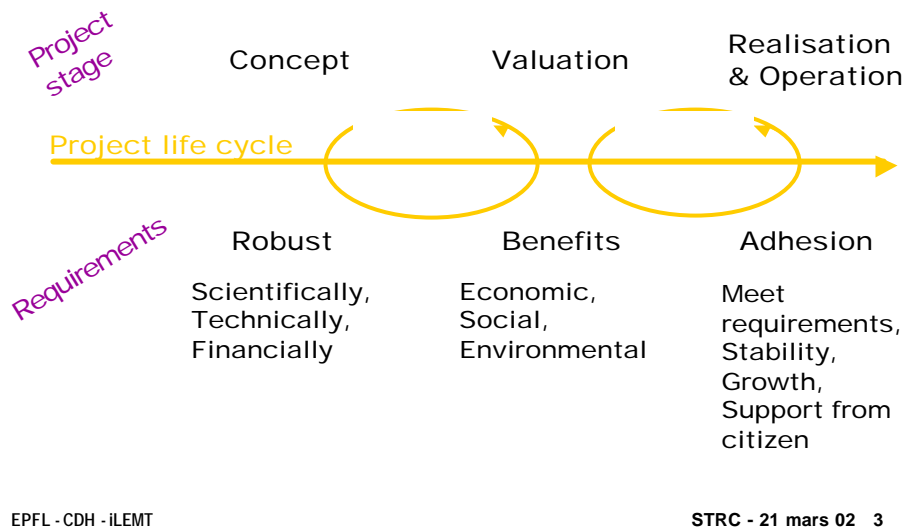 Project
stage
Concept
Valuation
Realisation
& Operation
Project life cycle
Requirements
Robust
Benefits
Adhesion
Scientifically,
Technically,
Financially
Economic,
Social,
Environmental
Meet
requirements,
Stability,
Growth,
Support from
citizen
EPFL - CDH - iLEMT
STRC - 21 mars 02 3